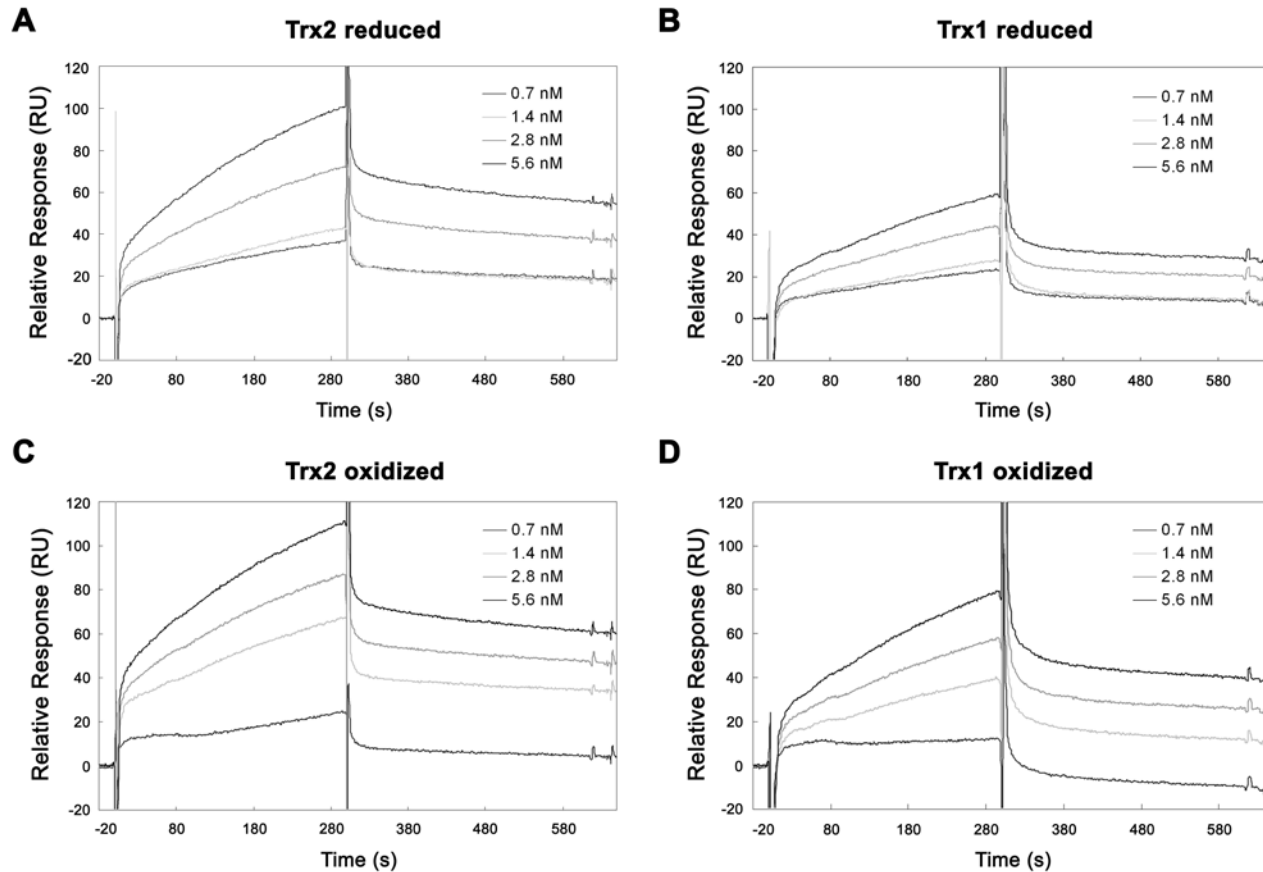 A
Trx2 reduced
Relative Response (RU)
120
100
80
60
40
20
0
-20
0.7 nM
1.4 nM
2.8 nM
5.6 nM
-20 80 180 280 380 480 580
Time (s)
B
Trx1 reduced
Relative Response (RU)
120
100
80
60
40
20
0
-20
0.7 nM
1.4 nM
2.8 nM
5.6 nM
-20 80 180 280 380 480 580
Time (s)
C
Trx2 oxidized
Relative Response (RU)
120
100
80
60
40
20
0
-20
0.7 nM
1.4 nM
2.8 nM
5.6 nM
-20 80 180 280 380 480 580
Time (s)
D
Trx1 oxidized
Relative Response (RU)
120
100
80
60
40
20
0
-20
0.7 nM
1.4 nM
2.8 nM
5.6 nM
-20 80 180 280 380 480 580
Time (s)